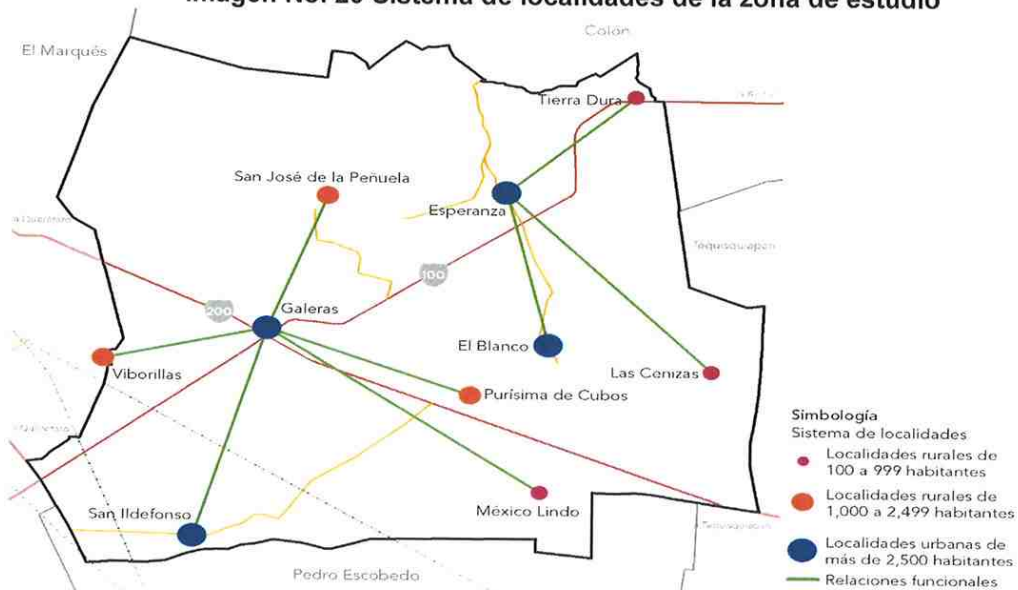 Imagen No. 20 Sistema de localidades de la zona de estudio
Colón
El Marqués
Tierra Dura
San José de la Peñuela
Esperanza
Tequisquiapan
100
200
Galeras
El Blanco
Viborillas
Las Cenizas
Purísima de Cubos
San Ildefonso
México Lindo
Pedro Escobedo
Simbología
Sistema de localidades
Localidades rurales de
100 a 999 habitantes
Localidades rurales de
1,000 a 2,499 habitantes
Localidades urbanas de
más de 2,500 habitantes
Relaciones funcionales